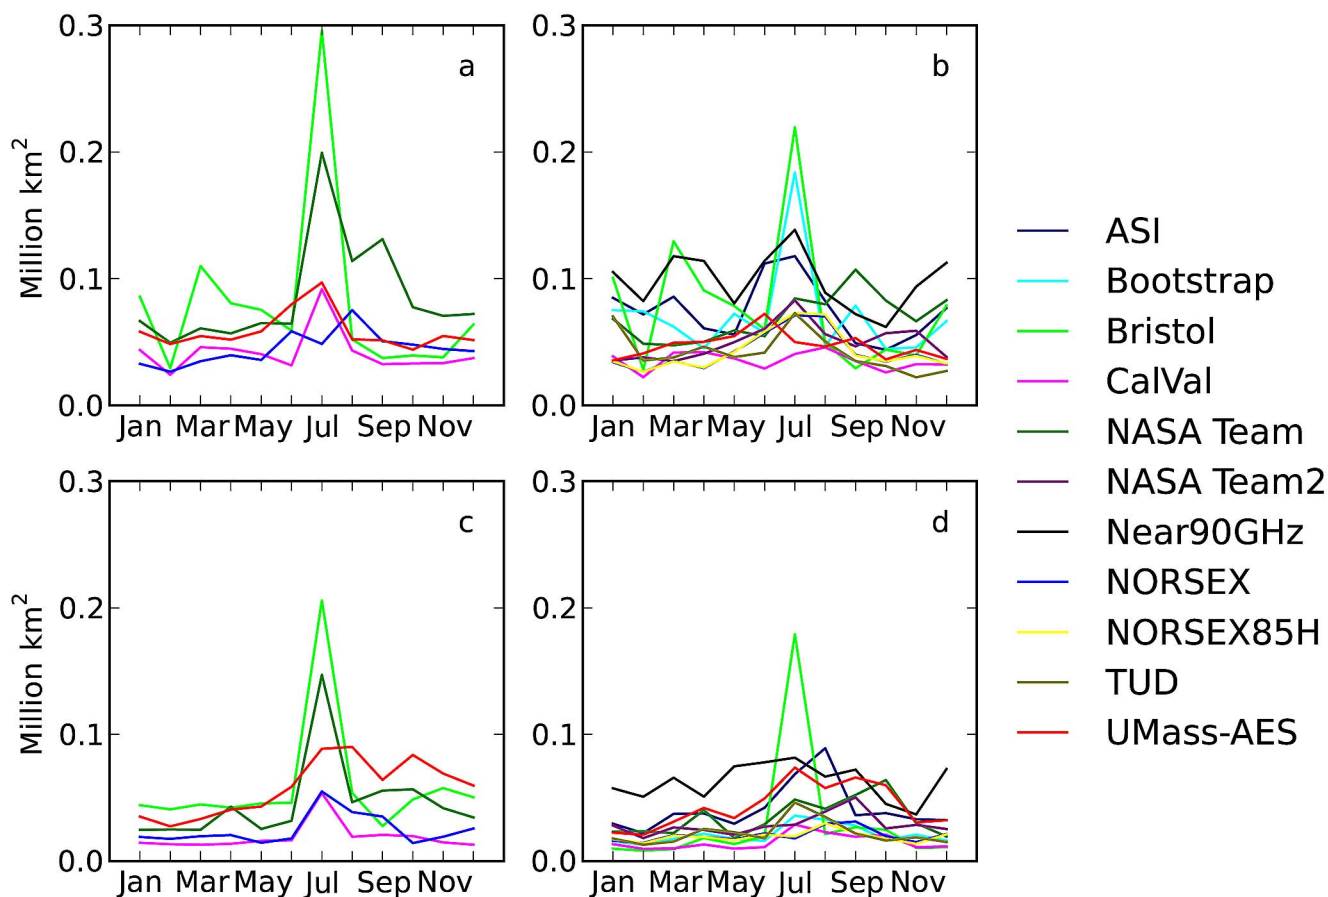 0.3
0.2
0.1
0.0
Million km²
a
Jan Mar May Jul Sep Nov
0.3
0.2
0.1
0.0
b
Jan Mar May Jul Sep Nov
0.3
0.2
0.1
0.0
Million km²
c
Jan Mar May Jul Sep Nov
0.3
0.2
0.1
0.0
d
Jan Mar May Jul Sep Nov
ASI
Bootstrap
Bristol
CalVal
NASA Team
NASA Team2
Near90GHz
NORSEX
NORSEX85H
TUD
UMass-AES